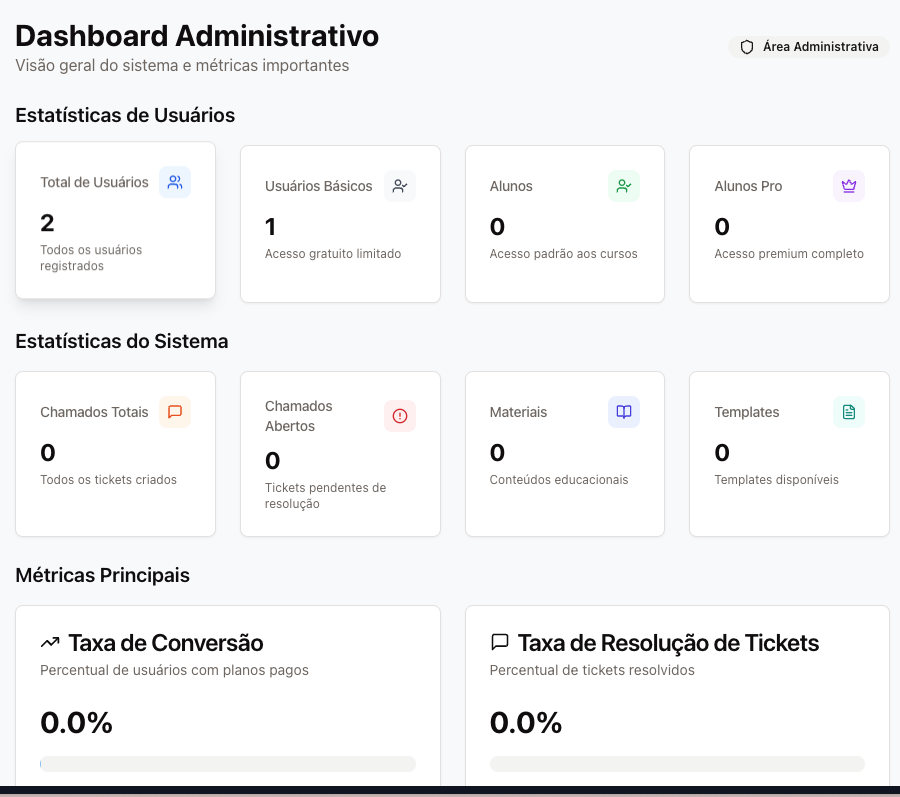 Dashboard Administrativo
Visão geral do sistema e métricas importantes
Área Administrativa
Estatísticas de Usuários
Total de Usuários
2
Todos os usuários
registrados
Usuários Básicos
1
Acesso gratuito limitado
Alunos
0
Acesso padrão aos cursos
Alunos Pro
0
Acesso premium completo
Estatísticas do Sistema
Chamados Totais
0
Todos os tickets criados
Chamados
Abertos
0
Tickets pendentes de
resolução
Materiais
0
Conteúdos educacionais
Templates
0
Templates disponíveis
Métricas Principais
Taxa de Conversão
Percentual de usuários com planos pagos
0.0%
Taxa de Resolução de Tickets
Percentual de tickets resolvidos
0.0%